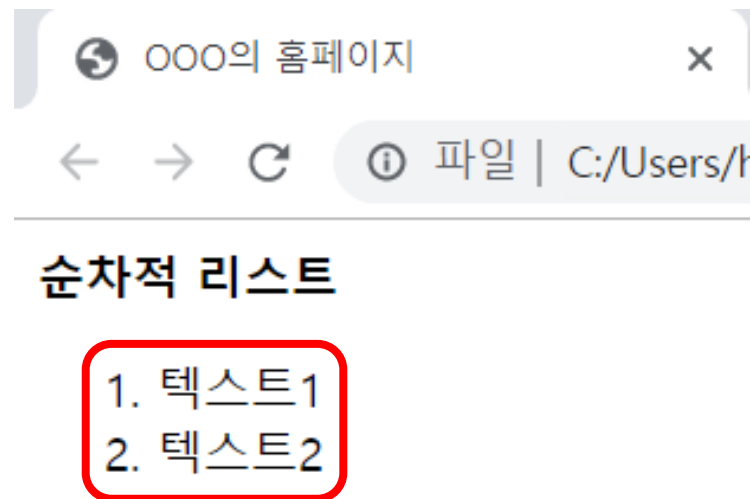 OOO의 홈페이지
파일 | C:/Users/h
순차적 리스트
1. 텍스트1
2. 텍스트2